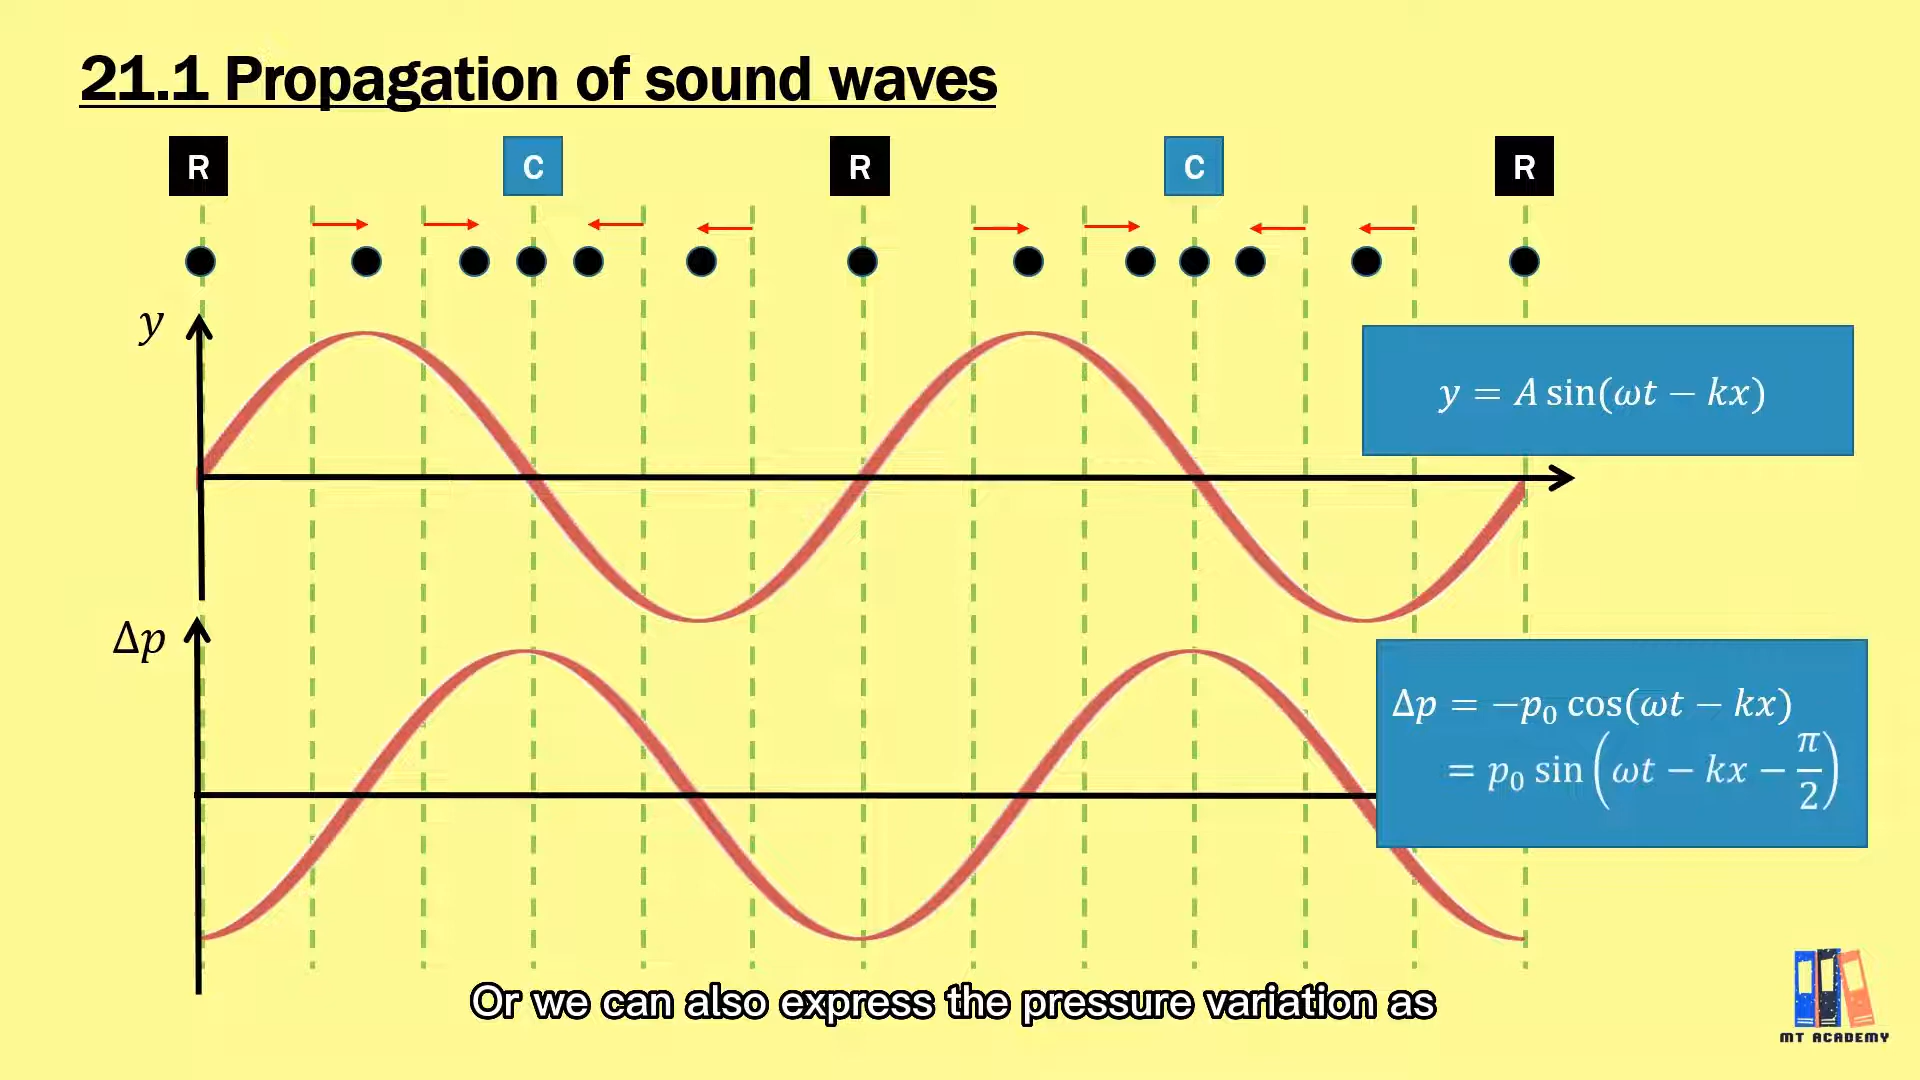 21.1 Propagation of sound waves
R C R C R
y
y = A sin(ωt − kx)
Δp
Δp = −p₀ cos(ωt − kx)
= p₀ sin(ωt − kx − π/2)
Or we can also express the pressure variation as
MT ACADEMY